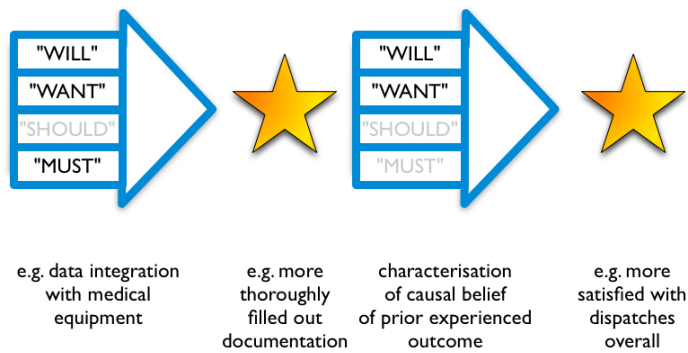 "WILL"
"WANT"
"SHOULD"
"MUST"
"WILL"
"WANT"
"SHOULD"
"MUST"
e.g. data integration
with medical
equipment
e.g. more
thoroughly
filled out
documentation
characterisation
of causal belief
of prior experienced
outcome
e.g. more
satisfied with
dispatches
overall